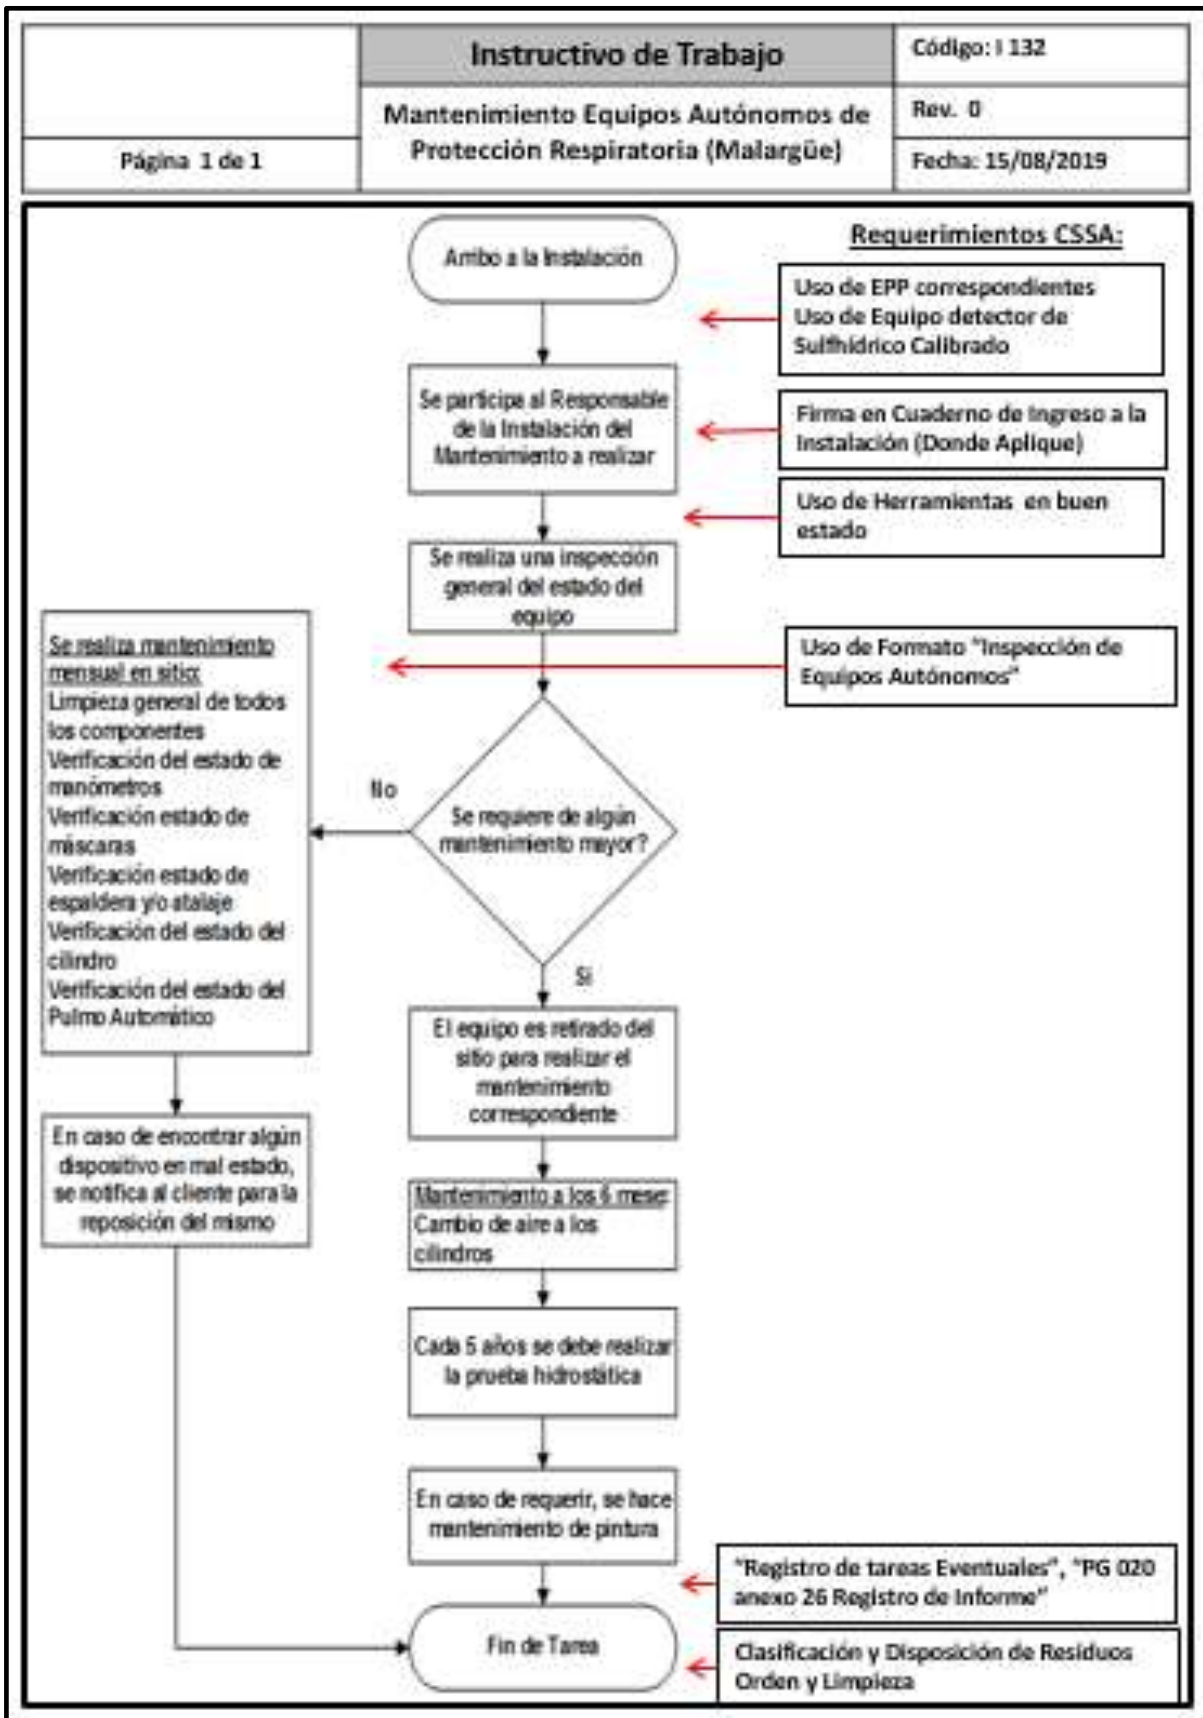 Instructivo de Trabajo
Código: I 132
Mantenimiento Equipos Autónomos de
Protección Respiratoria (Malargüe)
Rev. 0
Página 1 de 1
Fecha: 15/08/2019
Requerimientos CSSA:
Arribo a la Instalación
Uso de EPP correspondientes
Uso de Equipo detector de
Sulfhídrico Calibrado
Se participa al Responsable
de la Instalación del
Mantenimiento a realizar
Firma en Cuaderno de Ingreso a la
Instalación (Donde Aplique)
Uso de Herramientas en buen
estado
Se realiza una inspección
general del estado del
equipo
Uso de Formato "Inspección de
Equipos Autónomos"
Se realiza mantenimiento
mensual en sitio:
Limpieza general de todos
los componentes
Verificación del estado de
manómetros
Verificación estado de
máscaras
Verificación estado de
espaldera y/o atalaje
Verificación del estado del
cilindro
Verificación del estado del
Pulmo Automático
No
Se requiere de algún
mantenimiento mayor?
Si
El equipo es retirado del
sitio para realizar el
mantenimiento
correspondiente
En caso de encontrar algún
dispositivo en mal estado,
se notifica al cliente para la
reposición del mismo
Mantenimiento a los 6 mese:
Cambio de aire a los
cilindros
Cada 5 años se debe realizar
la prueba hidrostática
En caso de requerir, se hace
mantenimiento de pintura
"Registro de tareas Eventuales", "PG 020
anexo 26 Registro de Informe"
Fin de Tarea
Clasificación y Disposición de Residuos
Orden y Limpieza